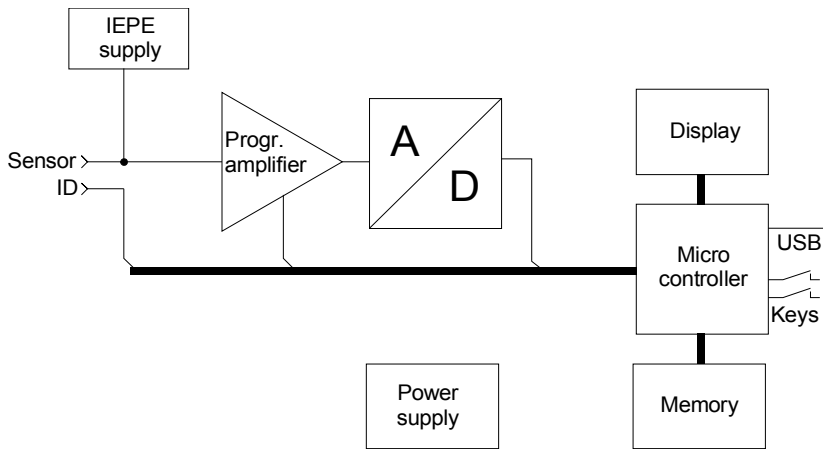 IEPE
supply
Sensor
ID
Progr.
amplifier
A
D
Display
Micro
controller
USB
Keys
Power
supply
Memory